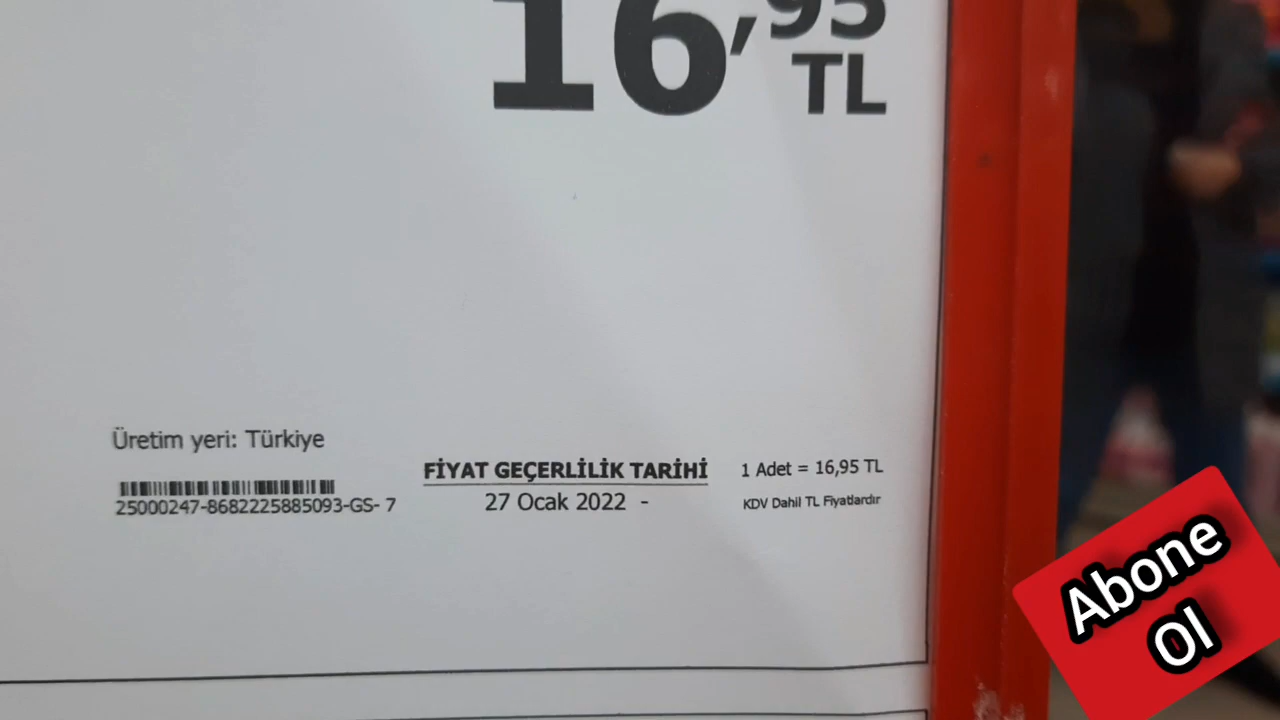 16,95
TL
Üretim yeri: Türkiye
25000247-8682225885093-GS- 7
FİYAT GEÇERLİLİK TARİHİ
27 Ocak 2022 -
1 Adet = 16,95 TL
KDV Dahil TL Fiyatlardır
Abone
Ol